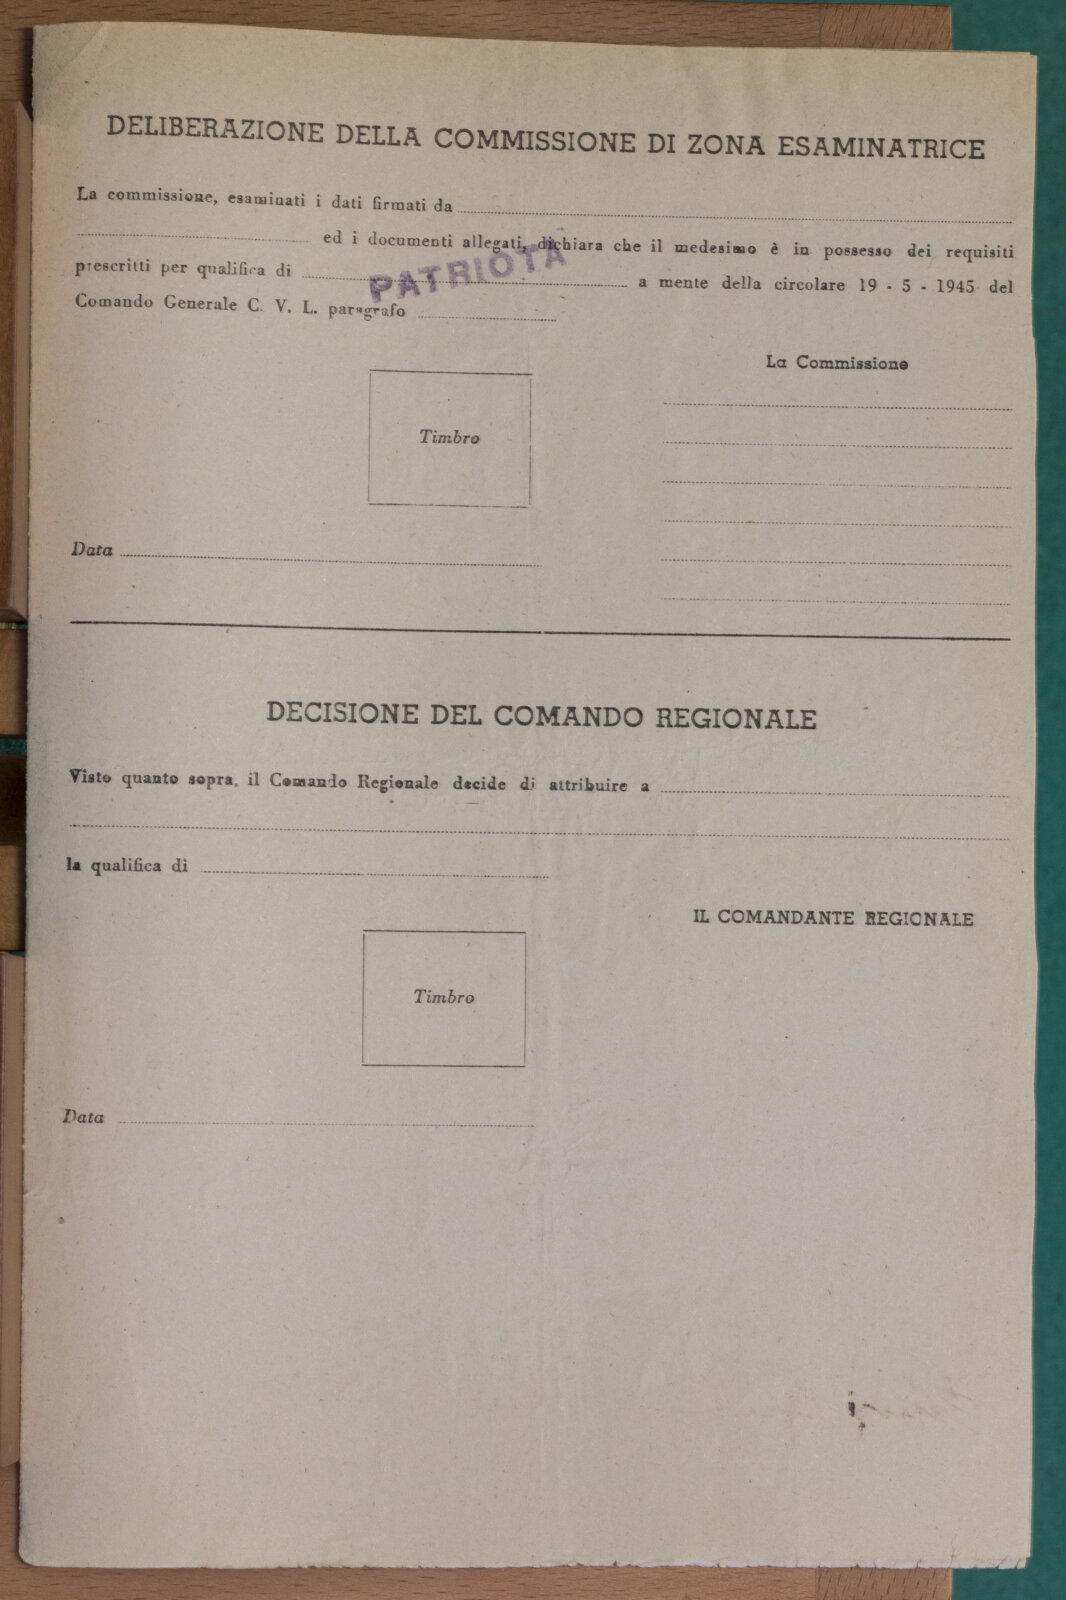 DELIBERAZIONE DELLA COMMISSIONE DI ZONA ESAMINATRICE
La commissione, esaminati i dati firmati da
ed i documenti allegati, dichiara che il medesimo è in possesso dei requisiti
prescritti per qualifica di PATRIOTA a mente della circolare 19 - 5 - 1945 del
Comando Generale C. V. L. paragrafo
La Commissione
Timbro
Data
DECISIONE DEL COMANDO REGIONALE
Visto quanto sopra, il Comando Regionale decide di attribuire a
la qualifica di
IL COMANDANTE REGIONALE
Timbro
Data